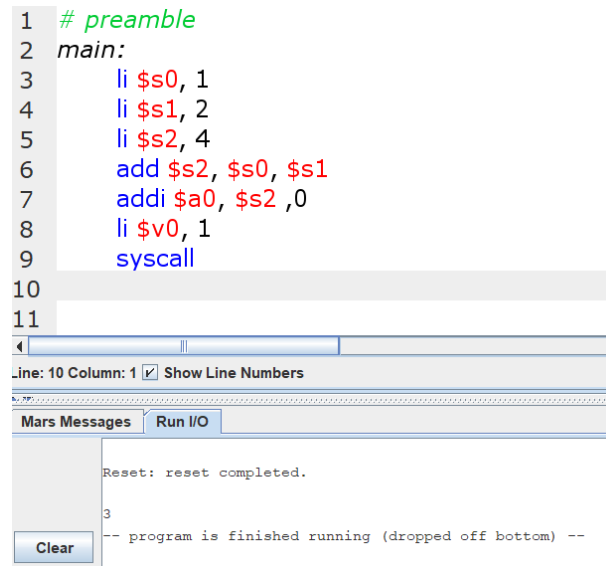 1 # preamble
2 main:
3 li $s0, 1
4 li $s1, 2
5 li $s2, 4
6 add $s2, $s0, $s1
7 addi $a0, $s2 ,0
8 li $v0, 1
9 syscall
10
11
Line: 10 Column: 1 Show Line Numbers
Mars Messages Run I/O
Reset: reset completed.
3
-- program is finished running (dropped off bottom) --
Clear